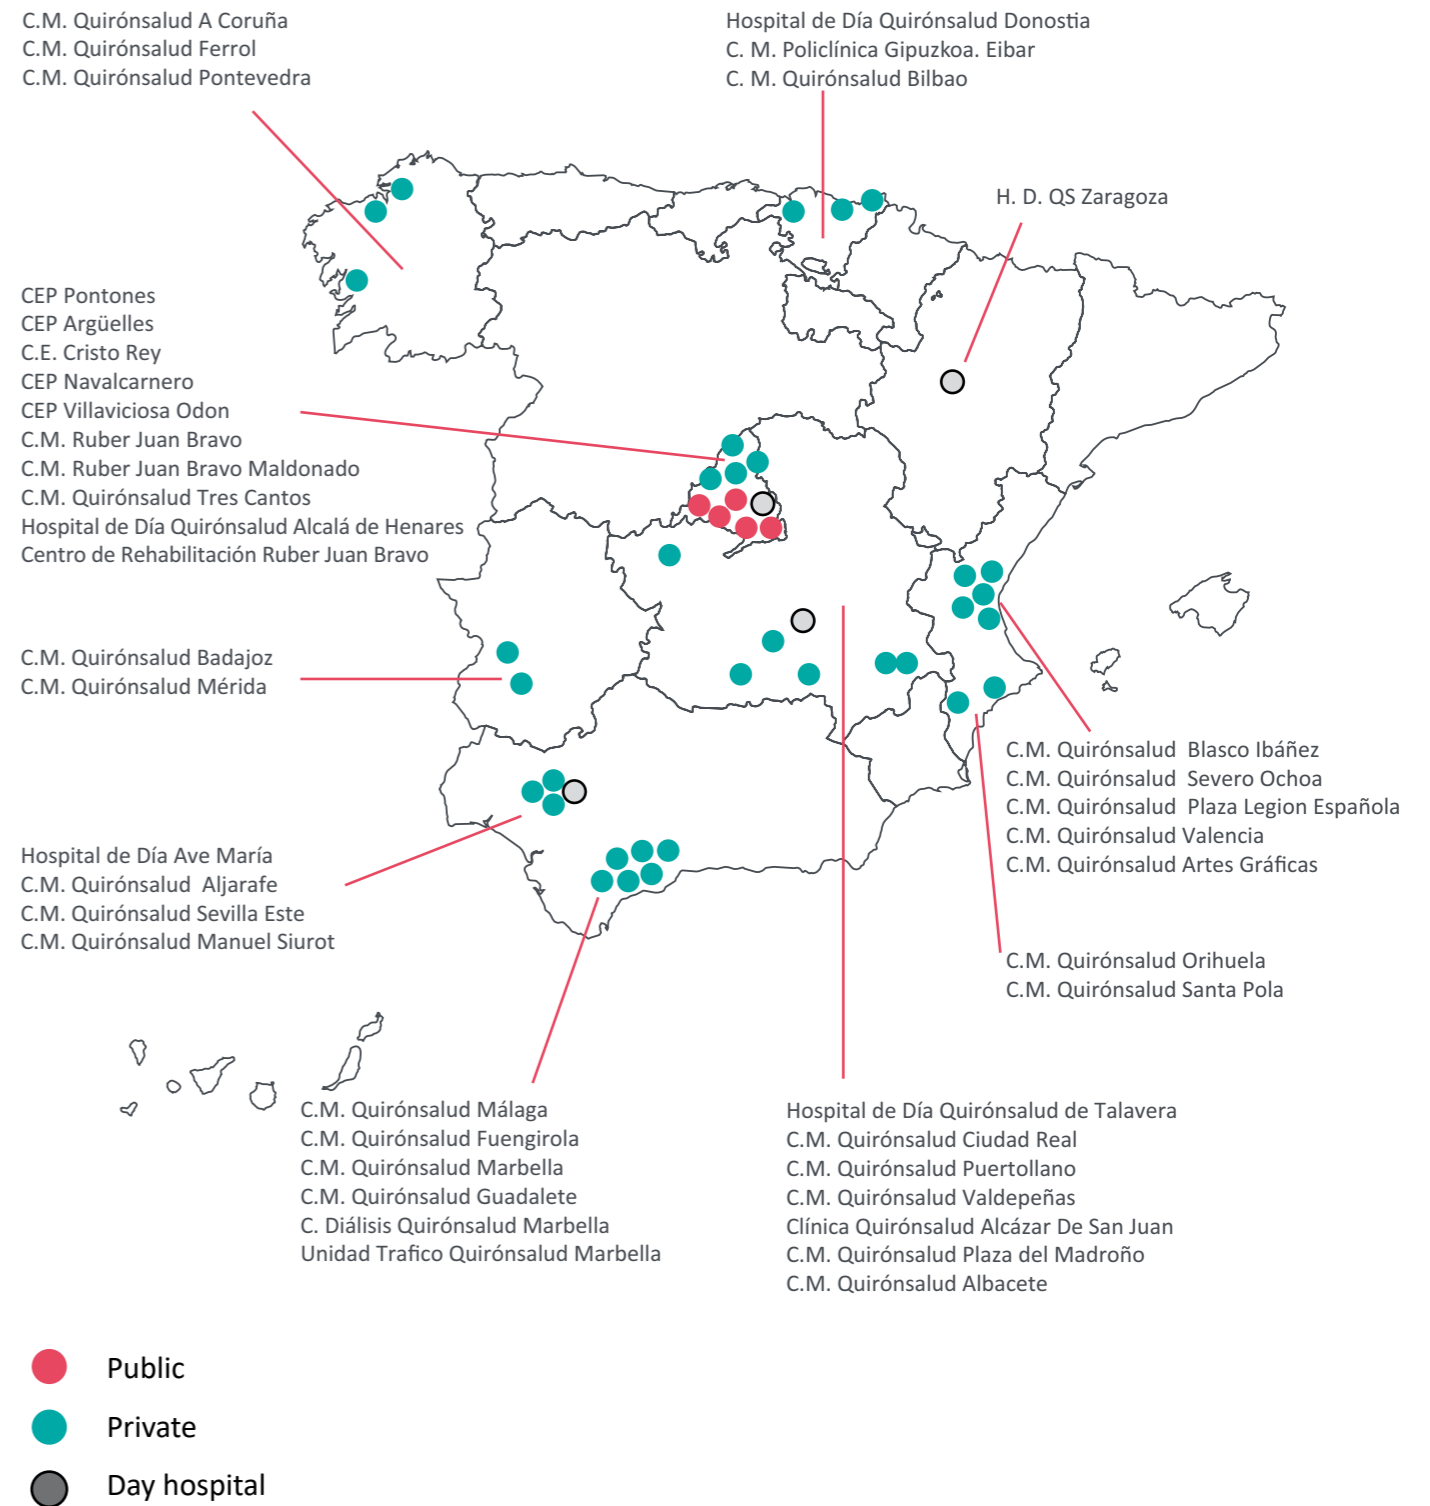 C.M. Quirónsalud A Coruña
C.M. Quirónsalud Ferrol
C.M. Quirónsalud Pontevedra
Hospital de Día Quirónsalud Donostia
C. M. Policlínica Gipuzkoa. Eibar
C. M. Quirónsalud Bilbao
H. D. QS Zaragoza
CEP Pontones
CEP Argüelles
C.E. Cristo Rey
CEP Navalcarnero
CEP Villaviciosa Odon
C.M. Ruber Juan Bravo
C.M. Ruber Juan Bravo Maldonado
C.M. Quirónsalud Tres Cantos
Hospital de Día Quirónsalud Alcalá de Henares
Centro de Rehabilitación Ruber Juan Bravo
C.M. Quirónsalud Badajoz
C.M. Quirónsalud Mérida
C.M. Quirónsalud Blasco Ibáñez
C.M. Quirónsalud Severo Ochoa
C.M. Quirónsalud Plaza Legion Española
C.M. Quirónsalud Valencia
C.M. Quirónsalud Artes Gráficas
Hospital de Día Ave María
C.M. Quirónsalud Aljarafe
C.M. Quirónsalud Sevilla Este
C.M. Quirónsalud Manuel Siurot
C.M. Quirónsalud Orihuela
C.M. Quirónsalud Santa Pola
C.M. Quirónsalud Málaga
C.M. Quirónsalud Fuengirola
C.M. Quirónsalud Marbella
C.M. Quirónsalud Guadalete
C. Diálisis Quirónsalud Marbella
Unidad Trafico Quirónsalud Marbella
Hospital de Día Quirónsalud de Talavera
C.M. Quirónsalud Ciudad Real
C.M. Quirónsalud Puertollano
C.M. Quirónsalud Valdepeñas
Clínica Quirónsalud Alcázar De San Juan
C.M. Quirónsalud Plaza del Madroño
C.M. Quirónsalud Albacete
Public
Private
Day hospital